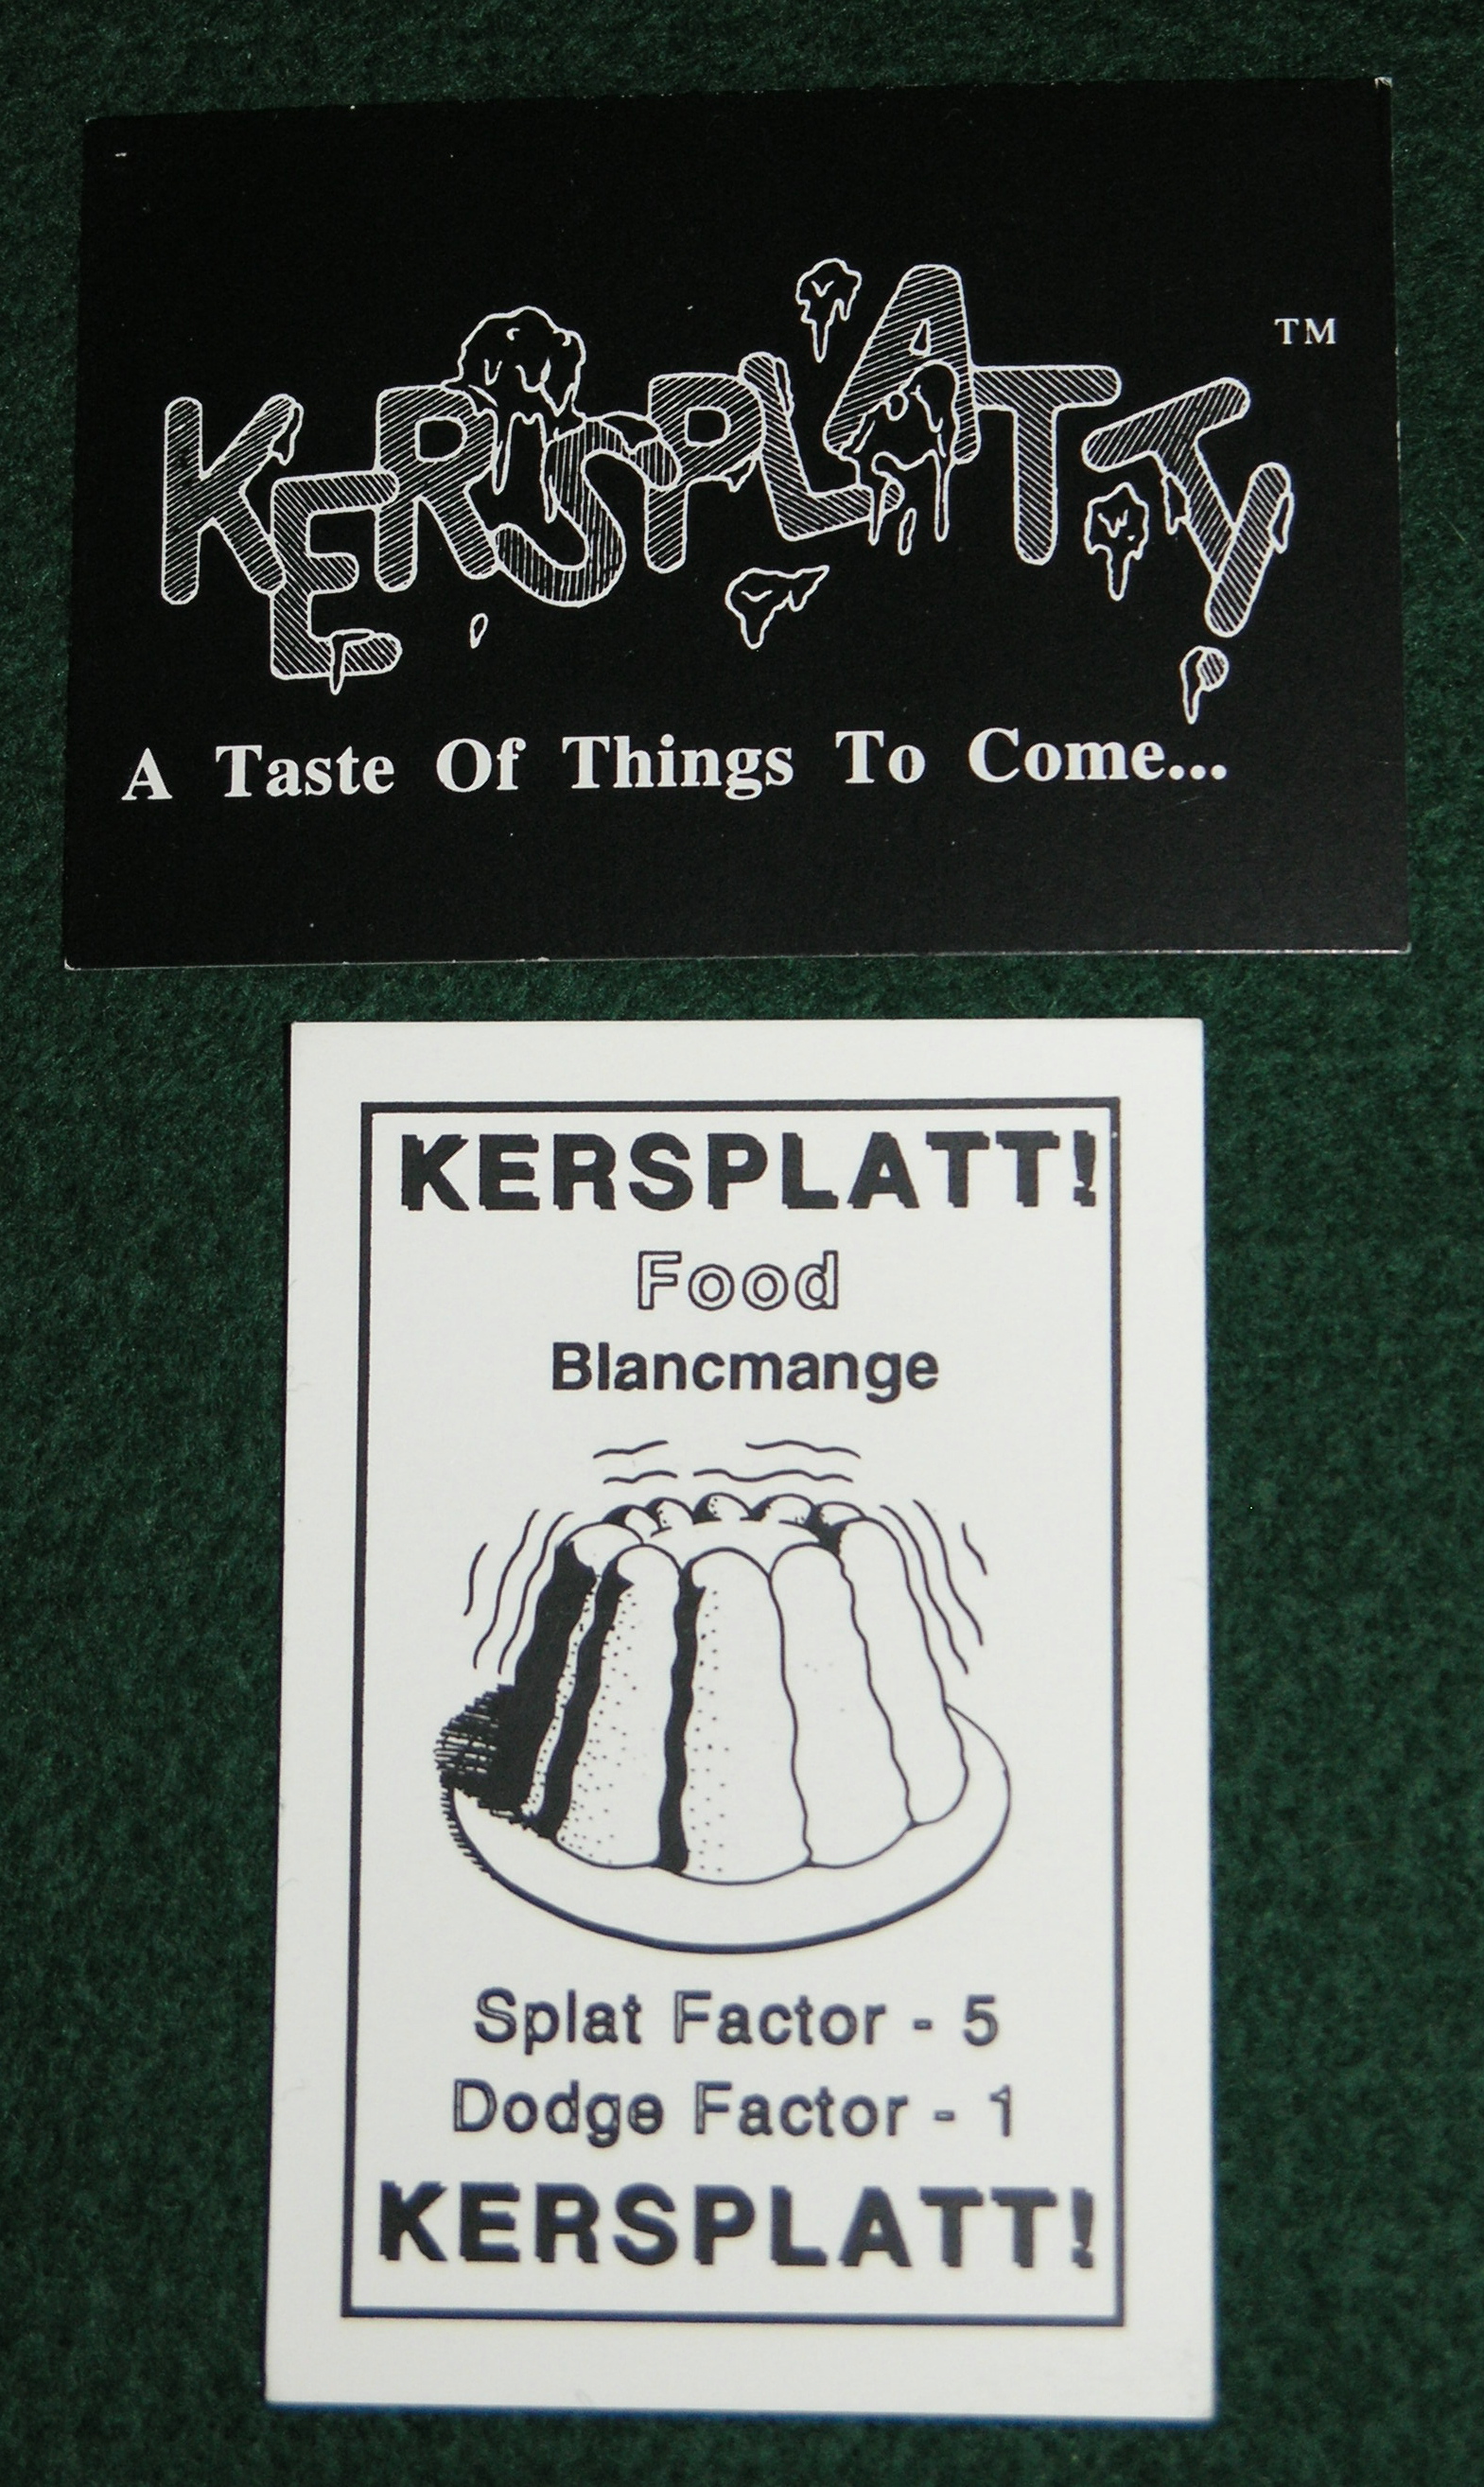 KERSPLATT!
TM
A Taste Of Things To Come...
KERSPLATT!
Food
Blancmange
Splat Factor - 5
Dodge Factor - 1
KERSPLATT!